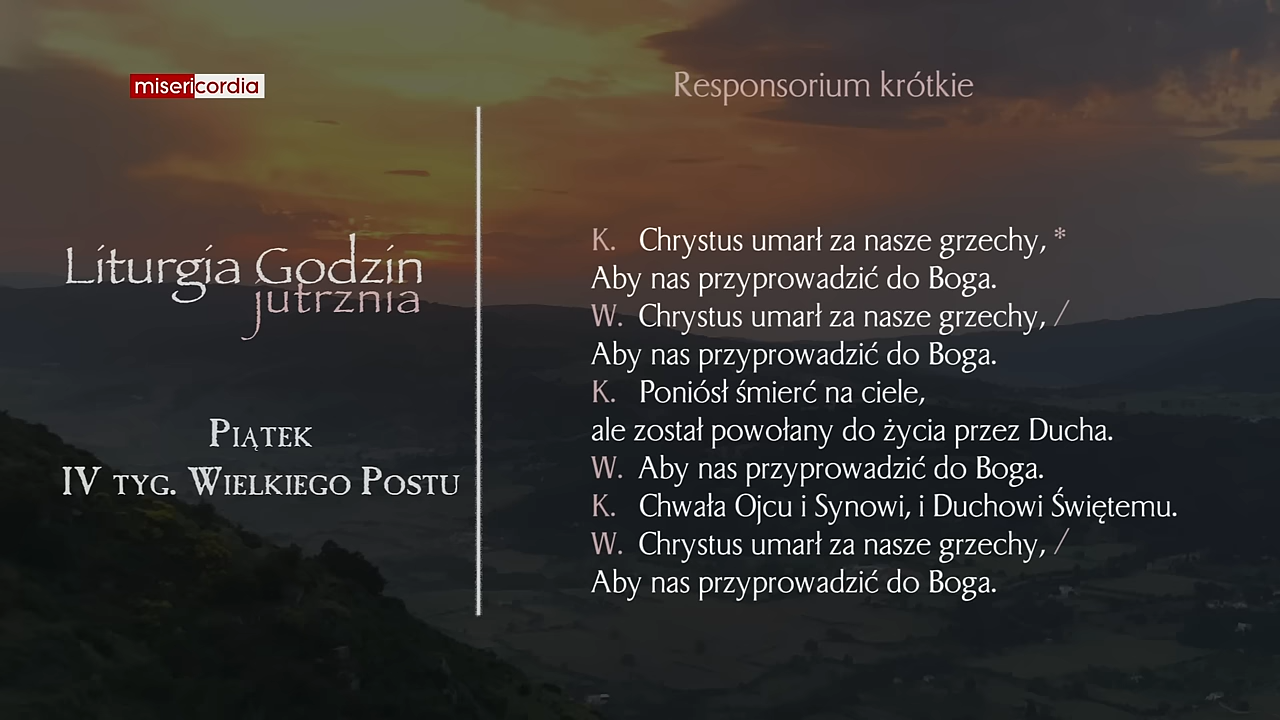 misericordia
Liturgia Godzin
jutrznia
Piątek
IV tyg. Wielkiego Postu
Responsorium krótkie
K. Chrystus umarł za nasze grzechy, *
Aby nas przyprowadzić do Boga.
W. Chrystus umarł za nasze grzechy, /
Aby nas przyprowadzić do Boga.
K. Poniósł śmierć na ciele,
ale został powołany do życia przez Ducha.
W. Aby nas przyprowadzić do Boga.
K. Chwała Ojcu i Synowi, i Duchowi Świętemu.
W. Chrystus umarł za nasze grzechy, /
Aby nas przyprowadzić do Boga.